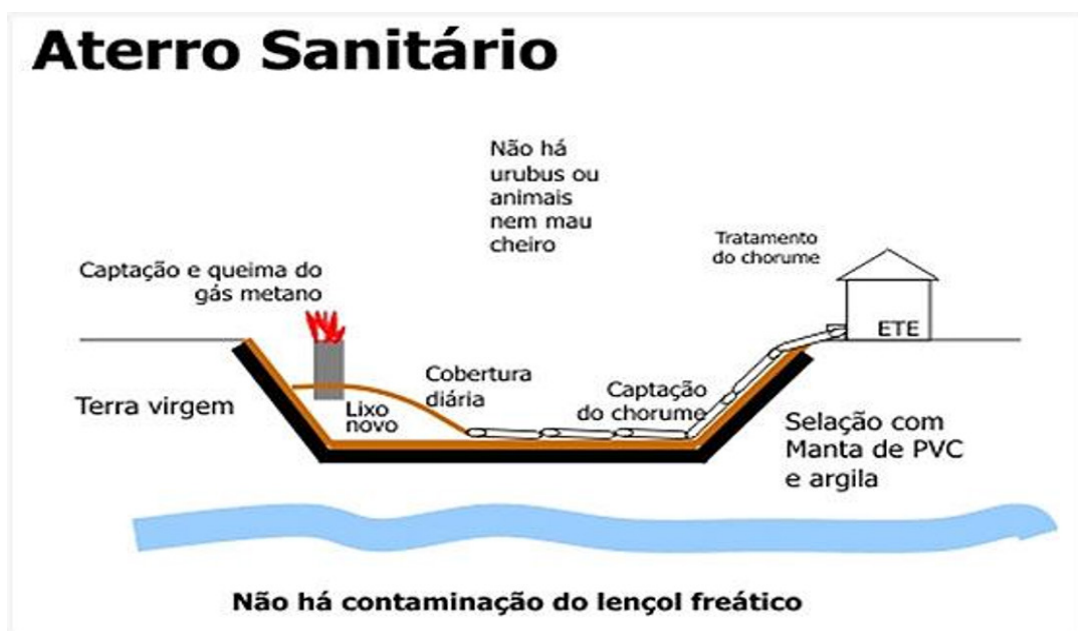 Aterro Sanitário
Não há
urubus ou
animais
nem mau
cheiro
Tratamento
do chorume
Captação e queima do
gás metano
ETE
Cobertura
diária
Captação
do chorume
Terra virgem
Lixo
novo
Selação com
Manta de PVC
e argila
Não há contaminação do lençol freático